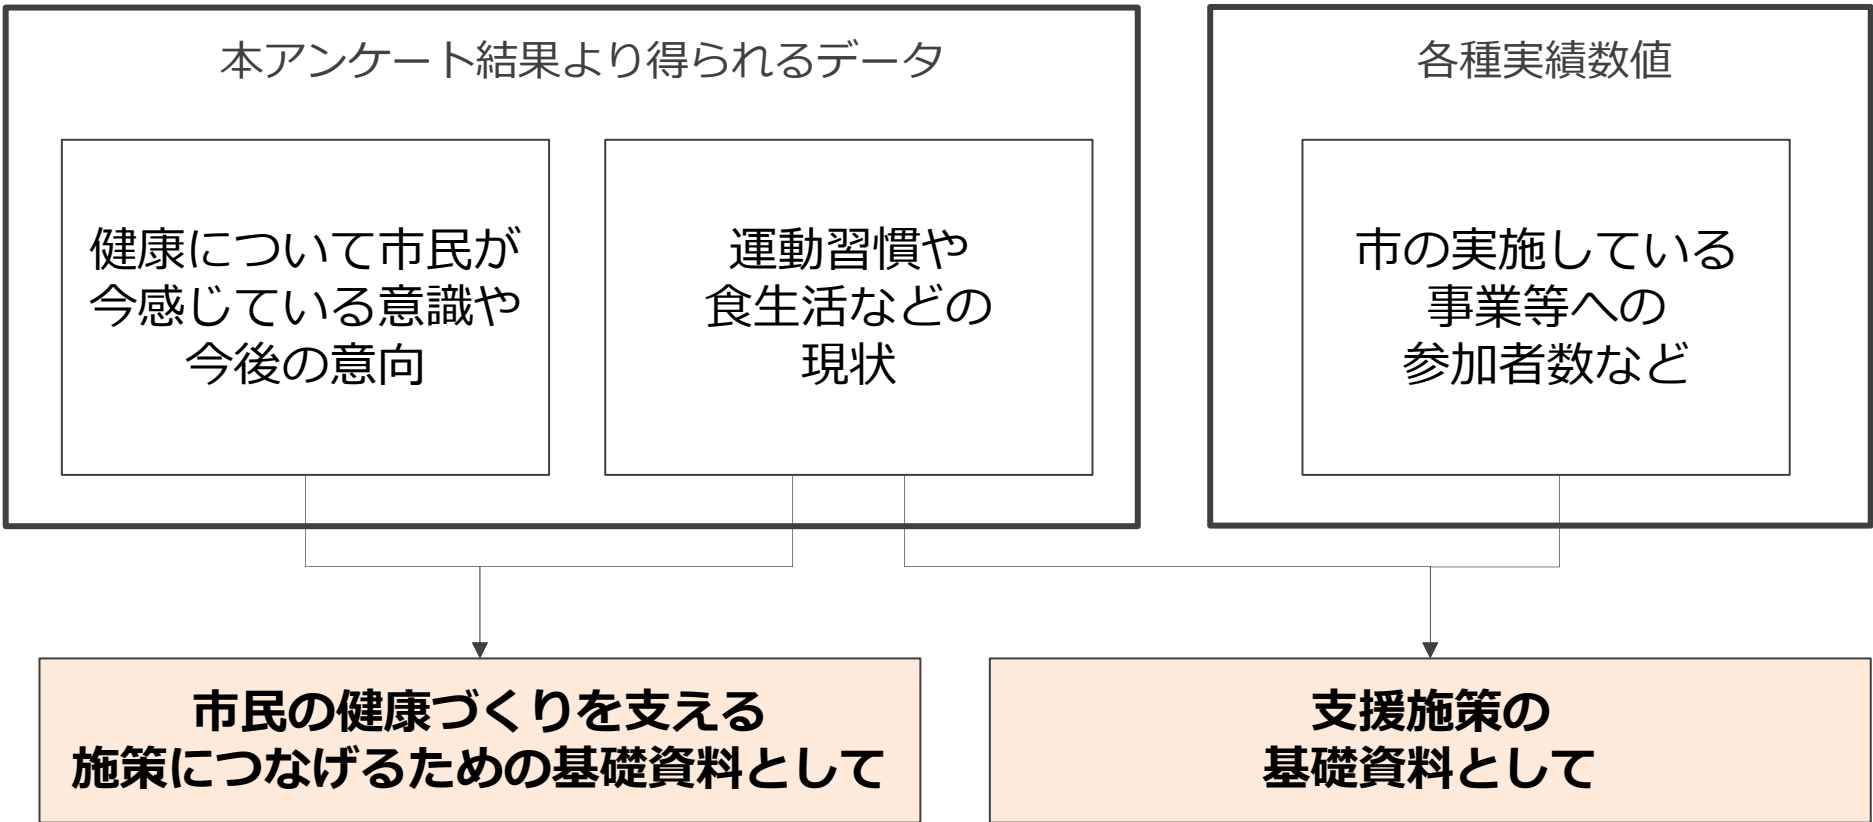 本アンケート結果より得られるデータ
健康について市民が
今感じている意識や
今後の意向
運動習慣や
食生活などの
現状
各種実績数値
市の実施している
事業等への
参加者数など
市民の健康づくりを支える
施策につなげるための基礎資料として
支援施策の
基礎資料として